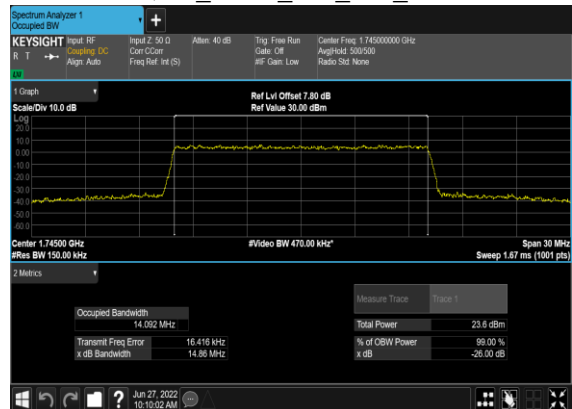 Spectrum Analyzer 1
Occupied BW
+
KEYSIGHT
R T
LW
Input: RF
Coupling: DC
Align: Auto
Input Z: 50 Ω
Corr CCorr
Freq Ref: Int (S)
Atten: 40 dB
Trig: Free Run
Gate: Off
#IF Gain: Low
Center Freq: 1.745000000 GHz
Avg|Hold: 500/500
Radio Std: None
1 Graph
Scale/Div 10.0 dB
Ref Lvl Offset 7.80 dB
Ref Value 30.00 dBm
Log
20.0
10.0
0.00
-10.0
-20.0
-30.0
-40.0
-50.0
-60.0
Center 1.74500 GHz
#Res BW 150.00 kHz
#Video BW 470.00 kHz*
Span 30 MHz
Sweep 1.67 ms (1001 pts)
2 Metrics
Measure Trace Trace 1
Occupied Bandwidth
14.092 MHz
Total Power 23.6 dBm
Transmit Freq Error 16.416 kHz
% of OBW Power 99.00 %
x dB Bandwidth 14.86 MHz
x dB -26.00 dB
?
Jun 27, 2022
10:10:02 AM